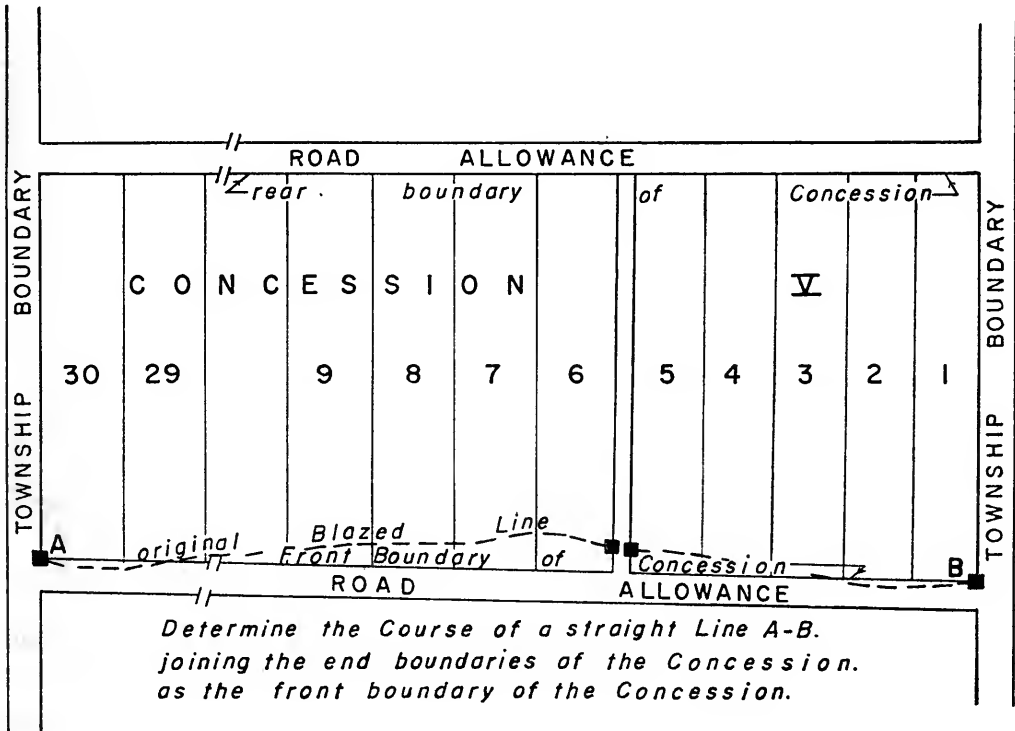 ROAD ALLOWANCE
rear boundary of Concession
TOWNSHIP BOUNDARY
TOWNSHIP BOUNDARY
CONCESSION V
30 29 9 8 7 6 5 4 3 2 1
A original Blazed Line
Front Boundary of Concession B
ROAD ALLOWANCE
Determine the Course of a straight Line A-B.
joining the end boundaries of the Concession.
as the front boundary of the Concession.